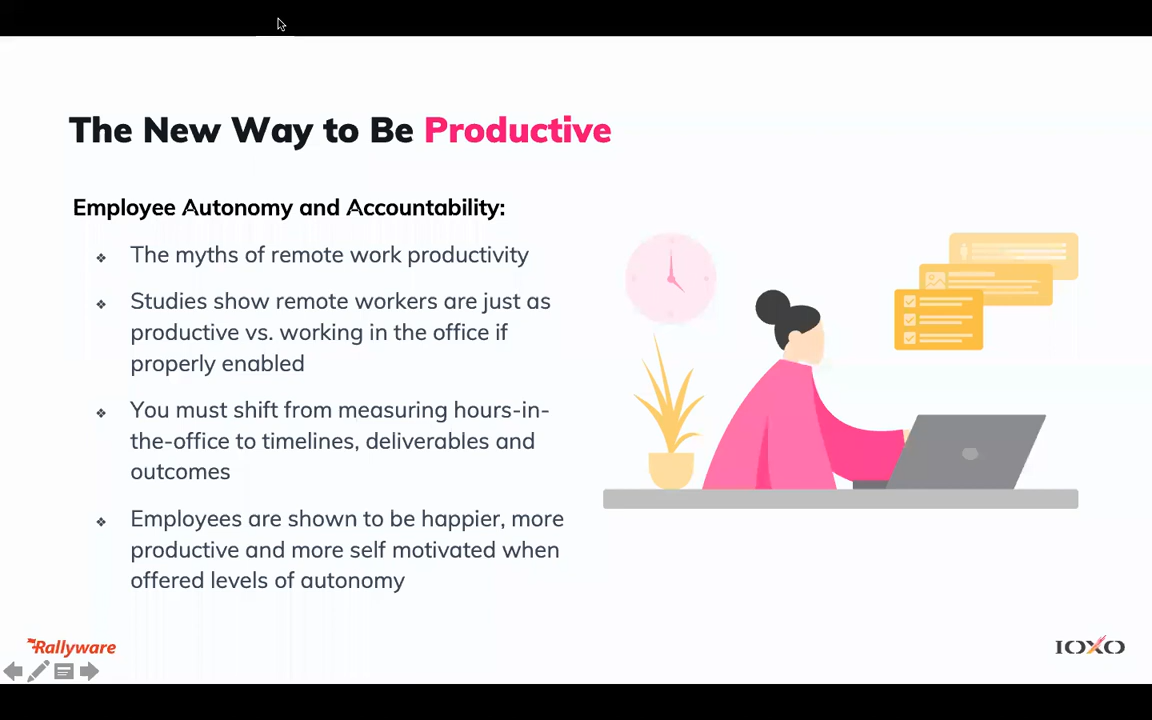 The New Way to Be Productive
Employee Autonomy and Accountability:
The myths of remote work productivity
Studies show remote workers are just as
productive vs. working in the office if
properly enabled
You must shift from measuring hours-in-
the-office to timelines, deliverables and
outcomes
Employees are shown to be happier, more
productive and more self motivated when
offered levels of autonomy
Rallyware
IOXO